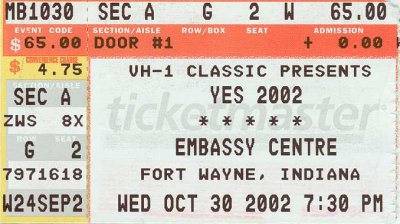 MB1030 SEC A G 2 W 65.00
EVENT CODE SECTION/AISLE ROW/BOX SEAT ADMISSION
$ 65.00 DOOR #1 + 0.00
CONVENIENCE CHARGE
$ 4.75 VH-1 CLASSIC PRESENTS
SEC A YES 2002
ticketmaster
ZWS 8X * * * * *
G 2 EMBASSY CENTRE
7971618 FORT WAYNE, INDIANA
W24SEP2 WED OCT 30 2002 7:30 PM